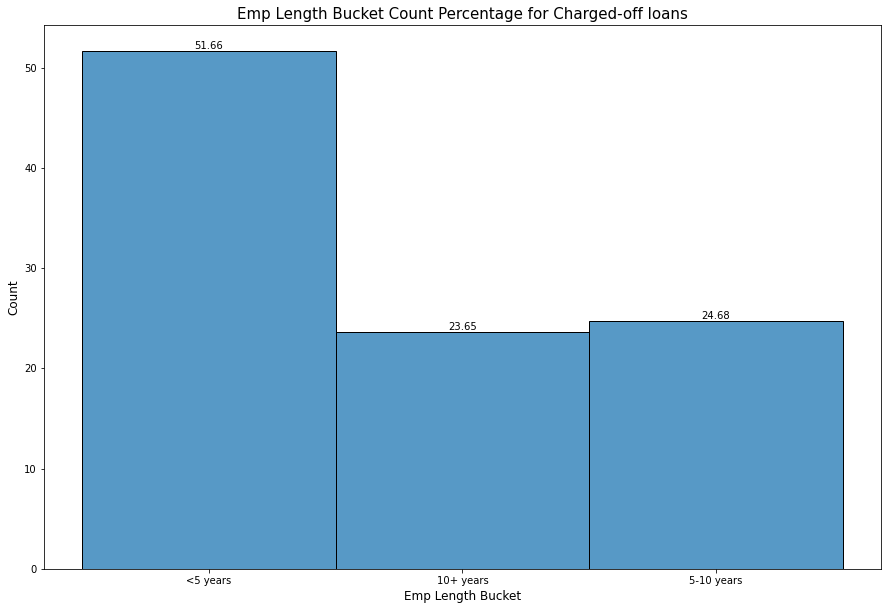 Emp Length Bucket Count Percentage for Charged-off loans
51.66
23.65
24.68
50
40
30
20
10
0
Count
<5 years
10+ years
5-10 years
Emp Length Bucket